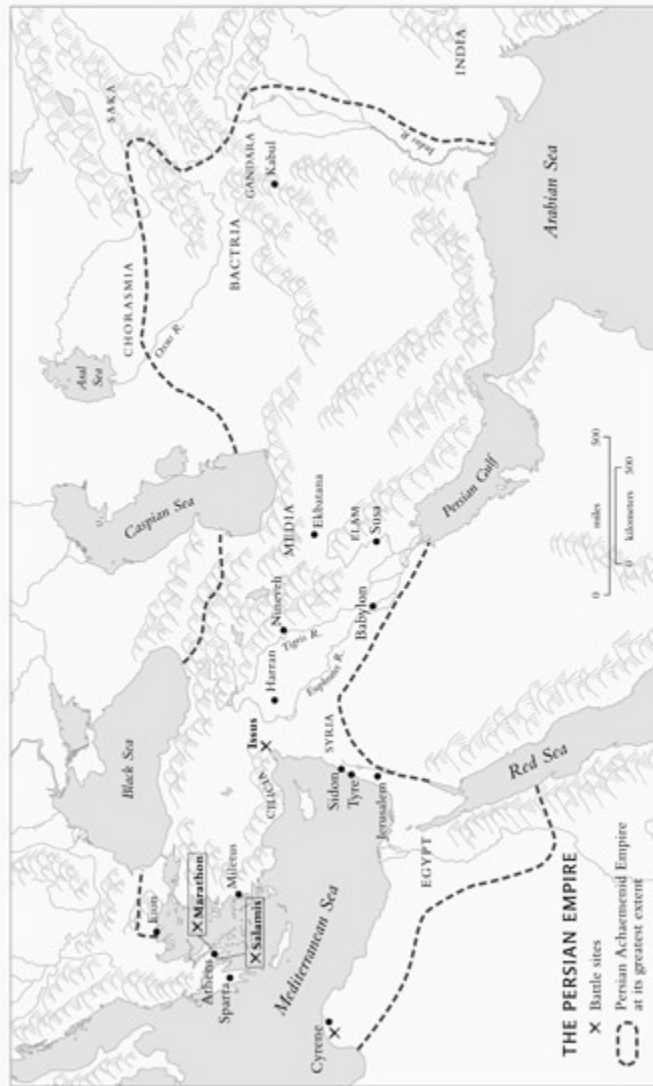 SAKA
INDIA
CHORASMIA
Aral
Sea
Oxus R.
BACTRIA
GANDARA
Kabul
Indus R.
Arabian Sea
Caspian Sea
MEDIA
Ekbatana
ELAM
Susa
Persian Gulf
Nineveh
Tigris R.
Harran
Euphrates R.
Babylon
Black Sea
Issus
CILICIA
SYRIA
Sidon
Tyre
Jerusalem
Red Sea
EGYPT
Eion
Marathon
Miletus
Athens
Salamis
Sparta
Mediterranean Sea
Cyrene
0 miles 500
0 kilometers 500
THE PERSIAN EMPIRE
Battle sites
Persian Achaemenid Empire
at its greatest extent